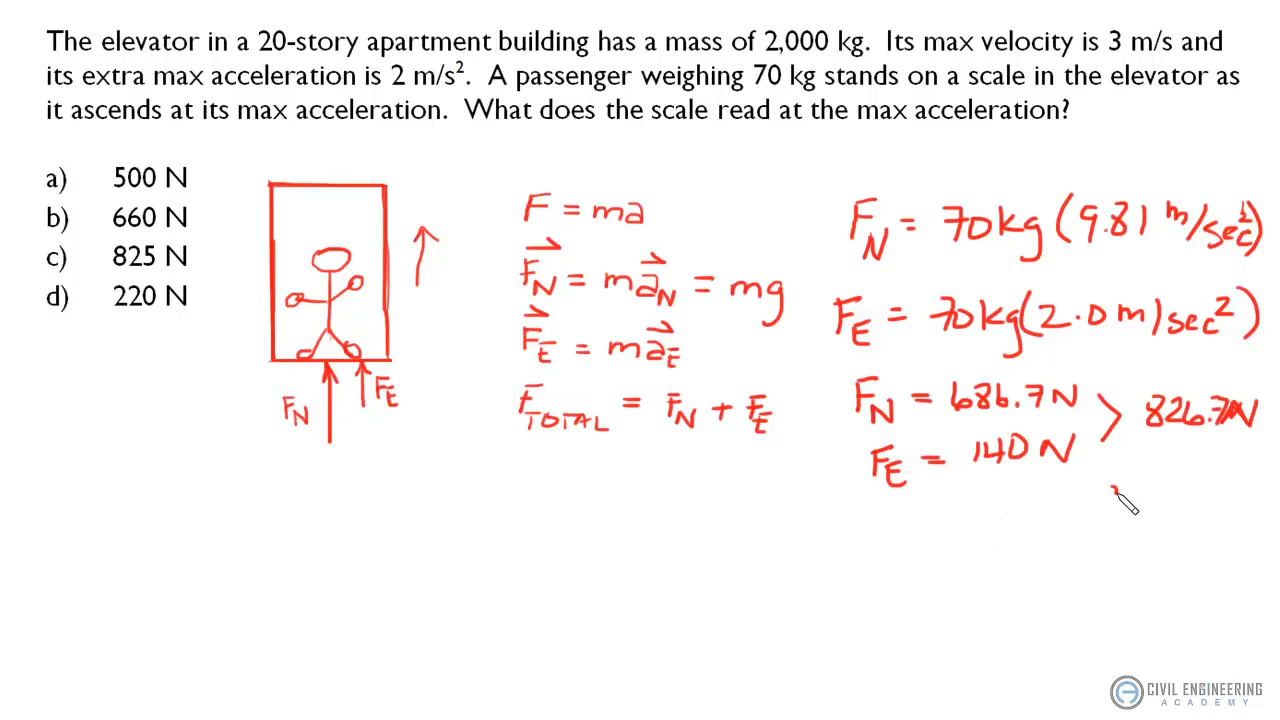 The elevator in a 20-story apartment building has a mass of 2,000 kg. Its max velocity is 3 m/s and
its extra max acceleration is 2 m/s². A passenger weighing 70 kg stands on a scale in the elevator as
it ascends at its max acceleration. What does the scale read at the max acceleration?
a) 500 N
b) 660 N
c) 825 N
d) 220 N
F_N
F_E
F = ma
F_N = ma_N = mg
F_E = ma_E
F_TOTAL = F_N + F_E
F_N = 70kg (9.81 m/sec²)
F_E = 70kg (2.0 m/sec²)
F_N = 686.7 N
F_E = 140 N
> 826.7 N
CIVIL ENGINEERING
ACADEMY